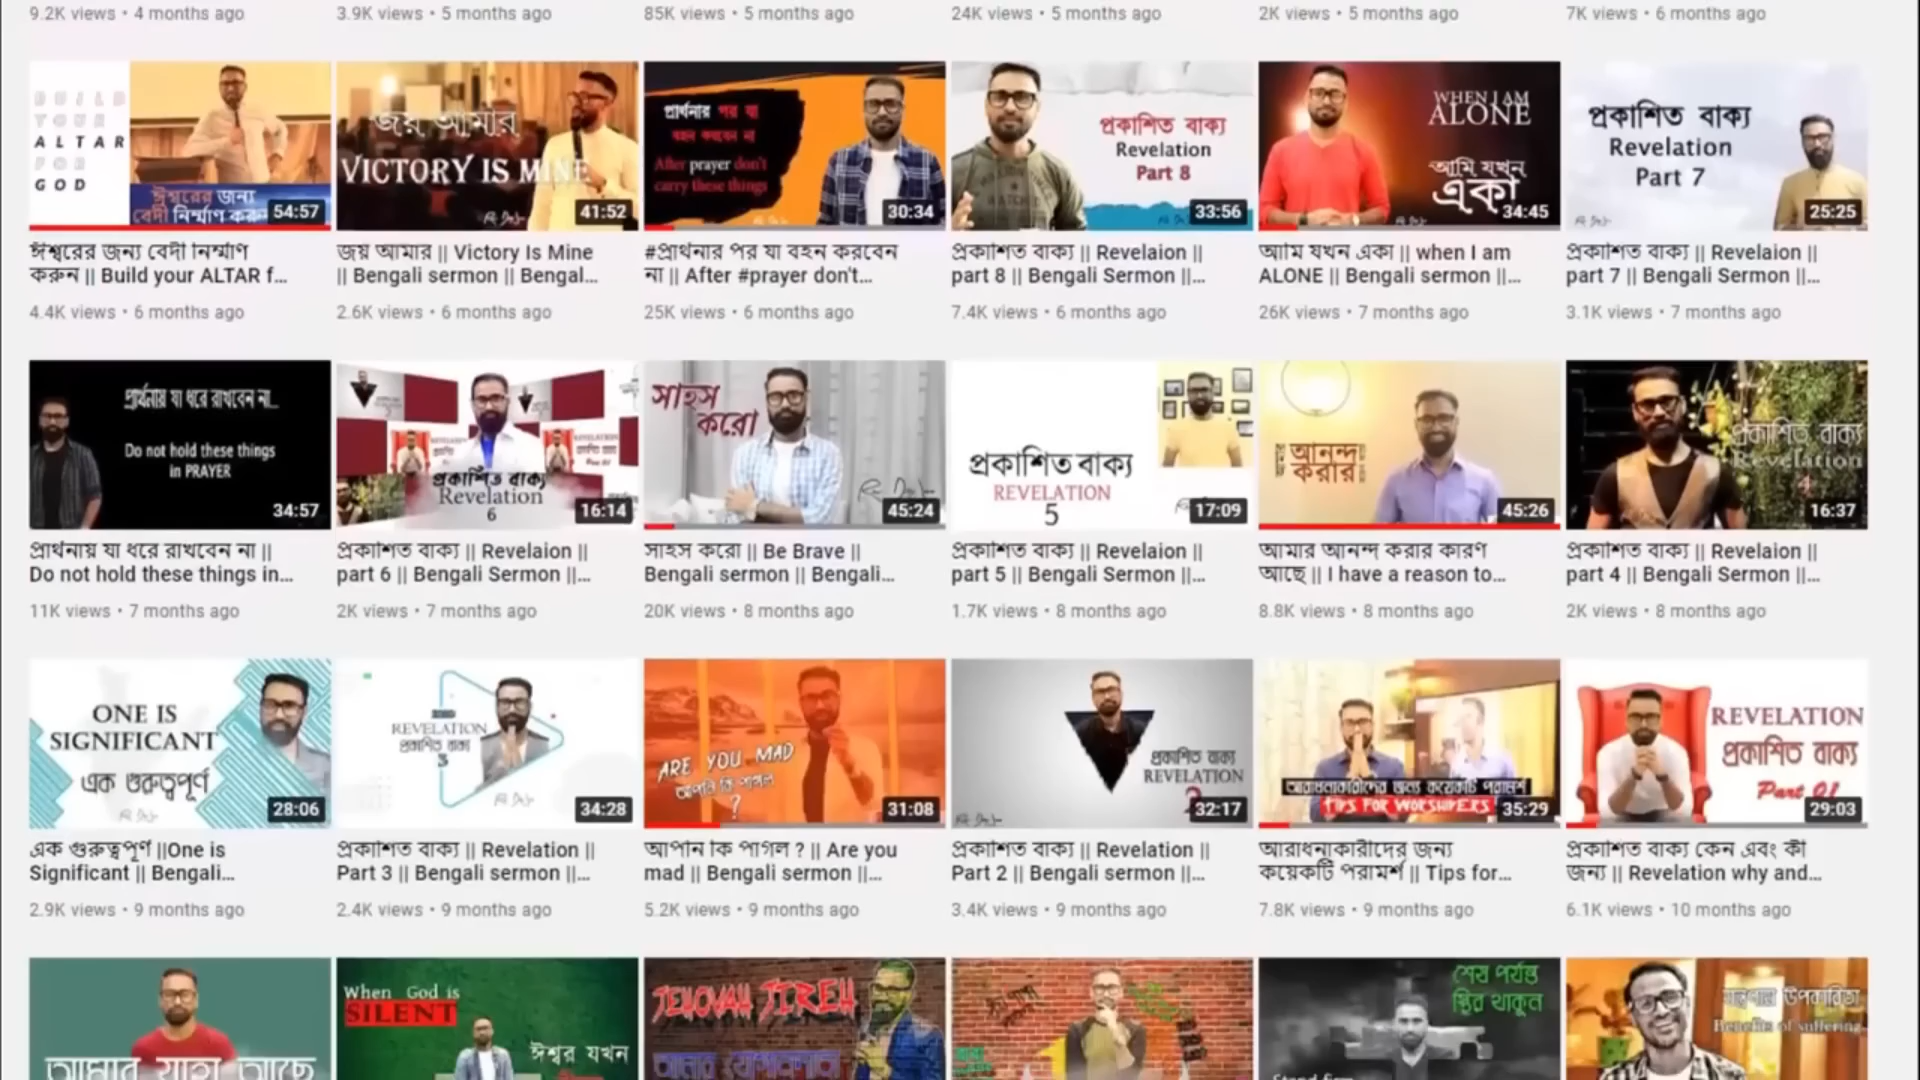 9.2K views • 4 months ago
3.9K views • 5 months ago
85K views • 5 months ago
24K views • 5 months ago
2K views • 5 months ago
7K views • 6 months ago
BUILD
YOUR
ALTAR
FOR
GOD
ঈশ্বরের জন্য
বেদী নির্মাণ করুন
54:57
জয় আমার
VICTORY IS MINE
41:52
প্রার্থনার পর যা
বহন করবেন না
After prayer don't
carry these things
30:34
প্রকাশিত বাক্য
Revelation
Part 8
33:56
WHEN I AM
ALONE
আমি যখন
একা
34:45
প্রকাশিত বাক্য
Revelation
Part 7
25:25
ঈশ্বরের জন্য বেদী নির্মাণ
করুন || Build your ALTAR f...
4.4K views • 6 months ago
জয় আমার || Victory Is Mine
|| Bengali sermon || Bengal...
2.6K views • 6 months ago
#প্রার্থনার পর যা বহন করবেন
না || After #prayer don't...
25K views • 6 months ago
প্রকাশিত বাক্য || Revelaion ||
part 8 || Bengali Sermon ||...
7.4K views • 6 months ago
আমি যখন একা || when I am
ALONE || Bengali sermon ||...
26K views • 7 months ago
প্রকাশিত বাক্য || Revelaion ||
part 7 || Bengali Sermon ||...
3.1K views • 7 months ago
প্রার্থনায় যা ধরে রাখবেন না...
Do not hold these things
in PRAYER
34:57
প্রকাশিত বাক্য
Revelation
6
16:14
সাহস
করো
45:24
প্রকাশিত বাক্য
REVELATION
5
17:09
আনন্দ
করার
45:26
প্রকাশিত বাক্য
Revelation
4
16:37
প্রার্থনায় যা ধরে রাখবেন না ||
Do not hold these things in...
11K views • 7 months ago
প্রকাশিত বাক্য || Revelaion ||
part 6 || Bengali Sermon ||...
2K views • 7 months ago
সাহস করো || Be Brave ||
Bengali sermon || Bengali...
20K views • 8 months ago
প্রকাশিত বাক্য || Revelaion ||
part 5 || Bengali Sermon ||...
1.7K views • 8 months ago
আমার আনন্দ করার কারণ
আছে || I have a reason to...
8.8K views • 8 months ago
প্রকাশিত বাক্য || Revelaion ||
part 4 || Bengali Sermon ||...
2K views • 8 months ago
ONE IS
SIGNIFICANT
এক গুরুত্বপূর্ণ
28:06
REVELATION
প্রকাশিত বাক্য
3
34:28
ARE YOU MAD
আপনি কি পাগল
?
31:08
প্রকাশিত বাক্য
REVELATION
2
32:17
আরাধনাকারীদের জন্য কয়েকটি পরামর্শ
TIPS FOR WORSHIPERS
35:29
REVELATION
প্রকাশিত বাক্য
Part 01
29:03
এক গুরুত্বপূর্ণ ||One is
Significant || Bengali...
2.9K views • 9 months ago
প্রকাশিত বাক্য || Revelation ||
Part 3 || Bengali sermon ||...
2.4K views • 9 months ago
আপনি কি পাগল ? || Are you
mad || Bengali sermon ||...
5.2K views • 9 months ago
প্রকাশিত বাক্য || Revelation ||
Part 2 || Bengali sermon ||...
3.4K views • 9 months ago
আরাধনাকারীদের জন্য
কয়েকটি পরামর্শ || Tips for...
7.8K views • 9 months ago
প্রকাশিত বাক্য কেন এবং কী
জন্য || Revelation why and...
6.1K views • 10 months ago
আমার যাহা আছে
When God is
SILENT
ঈশ্বর যখন
JEHOVAH JIREH
শেষ পর্যন্ত
স্থির থাকুন
Stand firm
Benefits of suffering